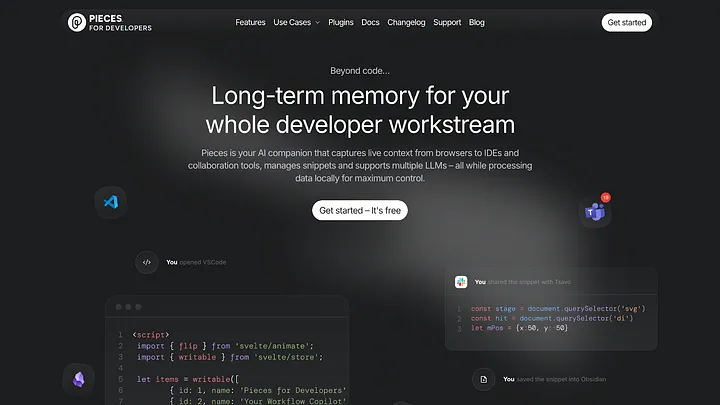 PIECES
FOR DEVELOPERS
Features Use Cases Plugins Docs Changelog Support Blog
Get started
Beyond code...
Long-term memory for your
whole developer workstream
Pieces is your AI companion that captures live context from browsers to IDEs and
collaboration tools, manages snippets and supports multiple LLMs – all while processing
data locally for maximum control.
Get started – It's free
You opened VSCode
You shared the snippet with Tsavo
1 const stage = document.querySelector('svg')
2 const hit = document.querySelector('di')
3 let mPos = {x:50, y:50}
1 <script>
2 import { flip } from 'svelte/animate';
3 import { writable } from 'svelte/store';
4
5 let items = writable([
6 { id: 1, name: 'Pieces for Developers'
7 { id: 2, name: 'Your Workflow Copilot'
You saved the snippet into Obsidian